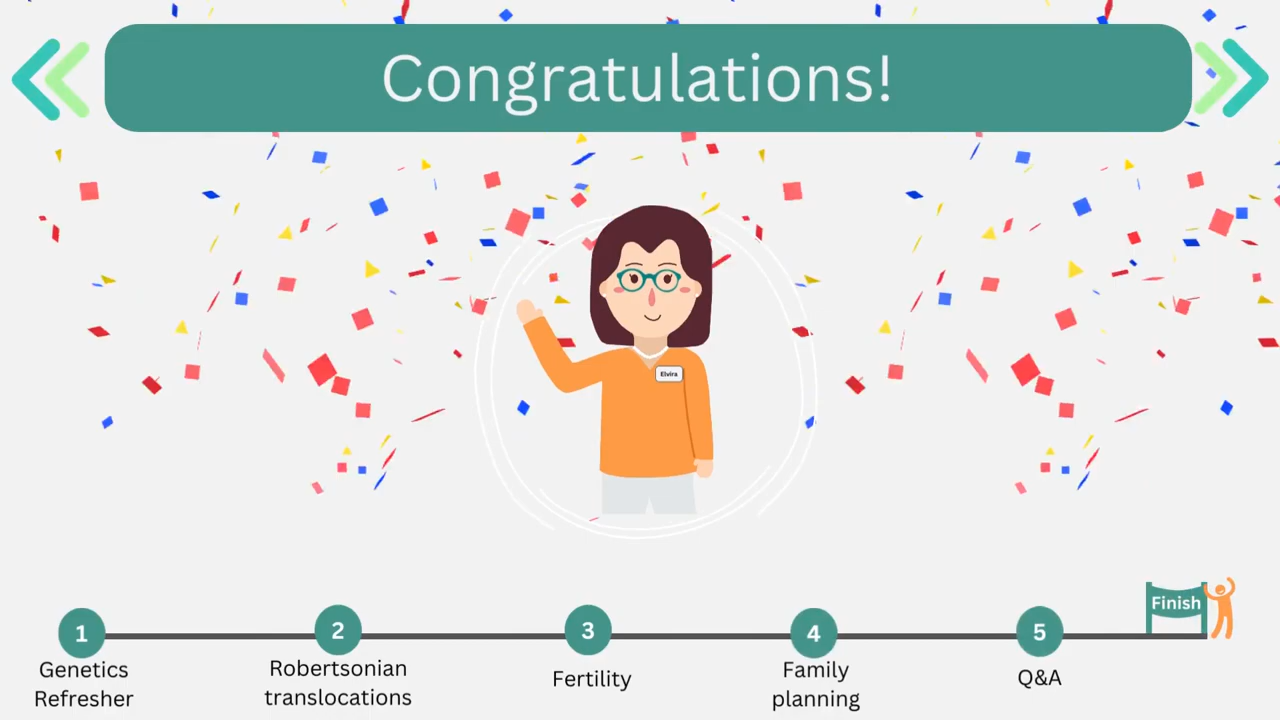 Congratulations!
Elvira
Finish
1
2
3
4
5
Genetics
Refresher
Robertsonian
translocations
Fertility
Family
planning
Q&A